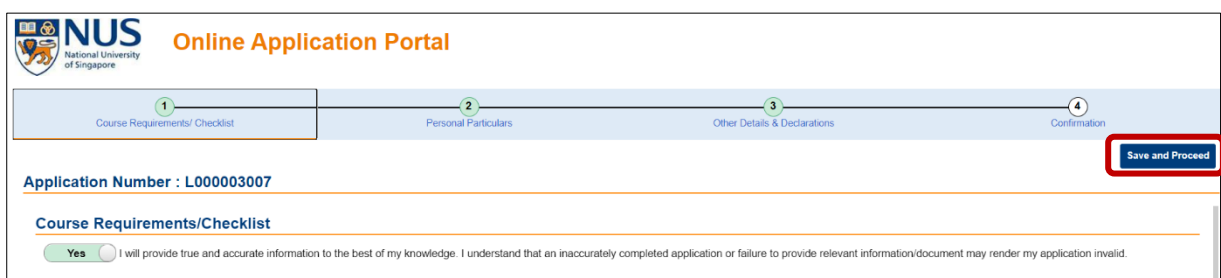 NUS
National University
of Singapore
Online Application Portal
1
2
3
4
Course Requirements/ Checklist
Personal Particulars
Other Details & Declarations
Confirmation
Save and Proceed
Application Number : L000003007
Course Requirements/Checklist
Yes I will provide true and accurate information to the best of my knowledge. I understand that an inaccurately completed application or failure to provide relevant information/document may render my application invalid.